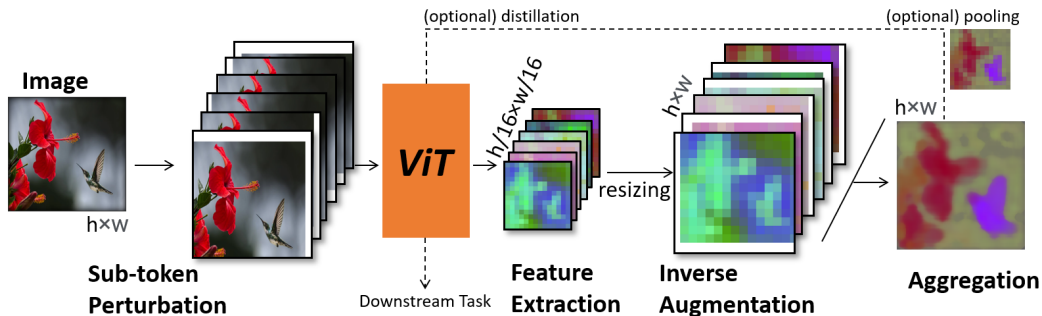 (optional) distillation
(optional) pooling
Image
h×w
Sub-token
Perturbation
ViT
Downstream Task
h/16×w/16
Feature
Extraction
resizing
h×w
Inverse
Augmentation
h×w
Aggregation